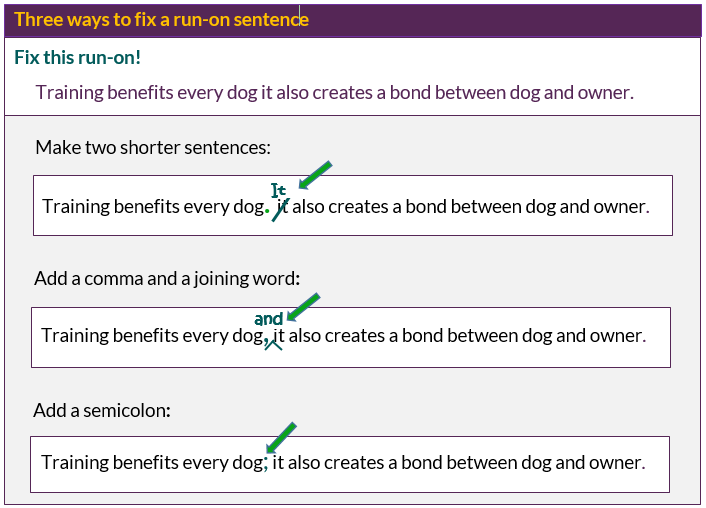 Three ways to fix a run-on sentence
Fix this run-on!
Training benefits every dog it also creates a bond between dog and owner.
Make two shorter sentences:
It
Training benefits every dog. it also creates a bond between dog and owner.
Add a comma and a joining word:
and
Training benefits every dog, it also creates a bond between dog and owner.
Add a semicolon:
Training benefits every dog; it also creates a bond between dog and owner.